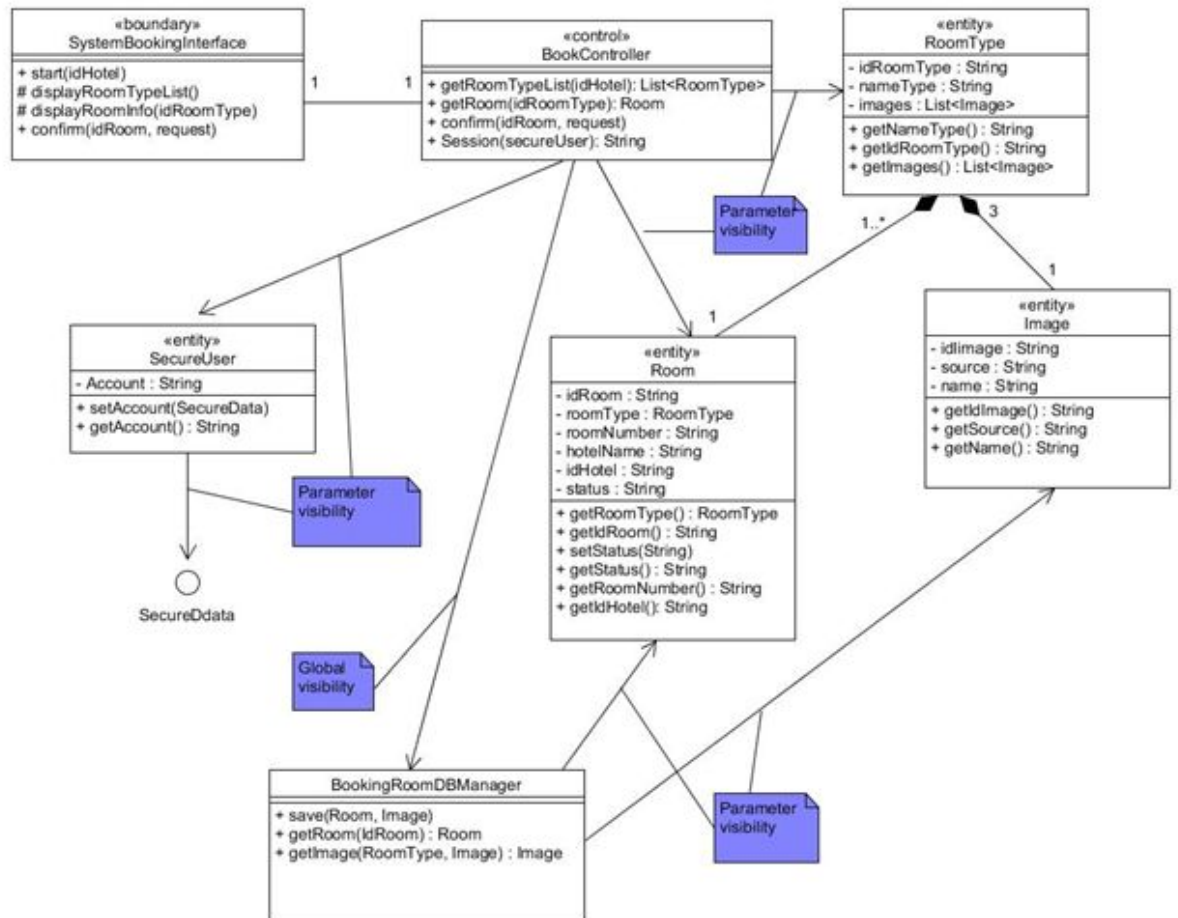 «boundary»
SystemBookingInterface
+ start(idHotel)
# displayRoomTypeList()
# displayRoomInfo(idRoomType)
+ confirm(idRoom, request)
1
1
«control»
BookController
+ getRoomTypeList(idHotel): List<RoomType>
+ getRoom(idRoomType): Room
+ confirm(idRoom, request)
+ Session(secureUser): String
«entity»
RoomType
- idRoomType : String
- nameType : String
- images : List<Image>
+ getNameType() : String
+ getIdRoomType() : String
+ getImages() : List<Image>
Parameter
visibility
1..*
3
1
1
«entity»
SecureUser
- Account : String
+ setAccount(SecureData)
+ getAccount() : String
Parameter
visibility
SecureDdata
«entity»
Room
- idRoom : String
- roomType : RoomType
- roomNumber : String
- hotelName : String
- idHotel : String
- status : String
+ getRoomType() : RoomType
+ getIdRoom() : String
+ setStatus(String)
+ getStatus() : String
+ getRoomNumber() : String
+ getIdHotel(): String
«entity»
Image
- idIimage : String
- source : String
- name : String
+ getIdImage() : String
+ getSource() : String
+ getName() : String
Global
visibility
BookingRoomDBManager
+ save(Room, Image)
+ getRoom(IdRoom) : Room
+ getImage(RoomType, Image) : Image
Parameter
visibility